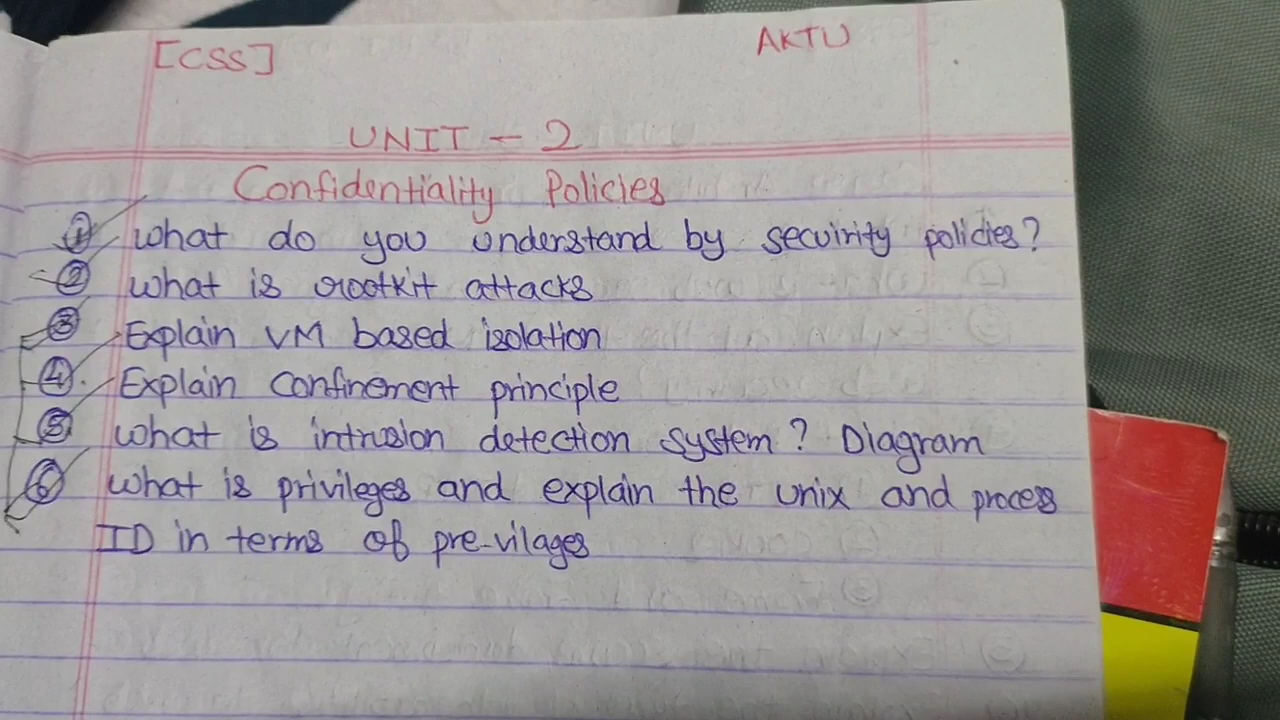 [CSS]
AKTU
UNIT - 2
Confidentiality Policies
① What do you understand by secuirity policies?
② What is rootkit attacks
③ Explain VM based isolation
④. Explain Confinement principle
⑤ What is intrusion detection system? Diagram
⑥ What is privileges and explain the unix and process
ID in terms of pre-vilages